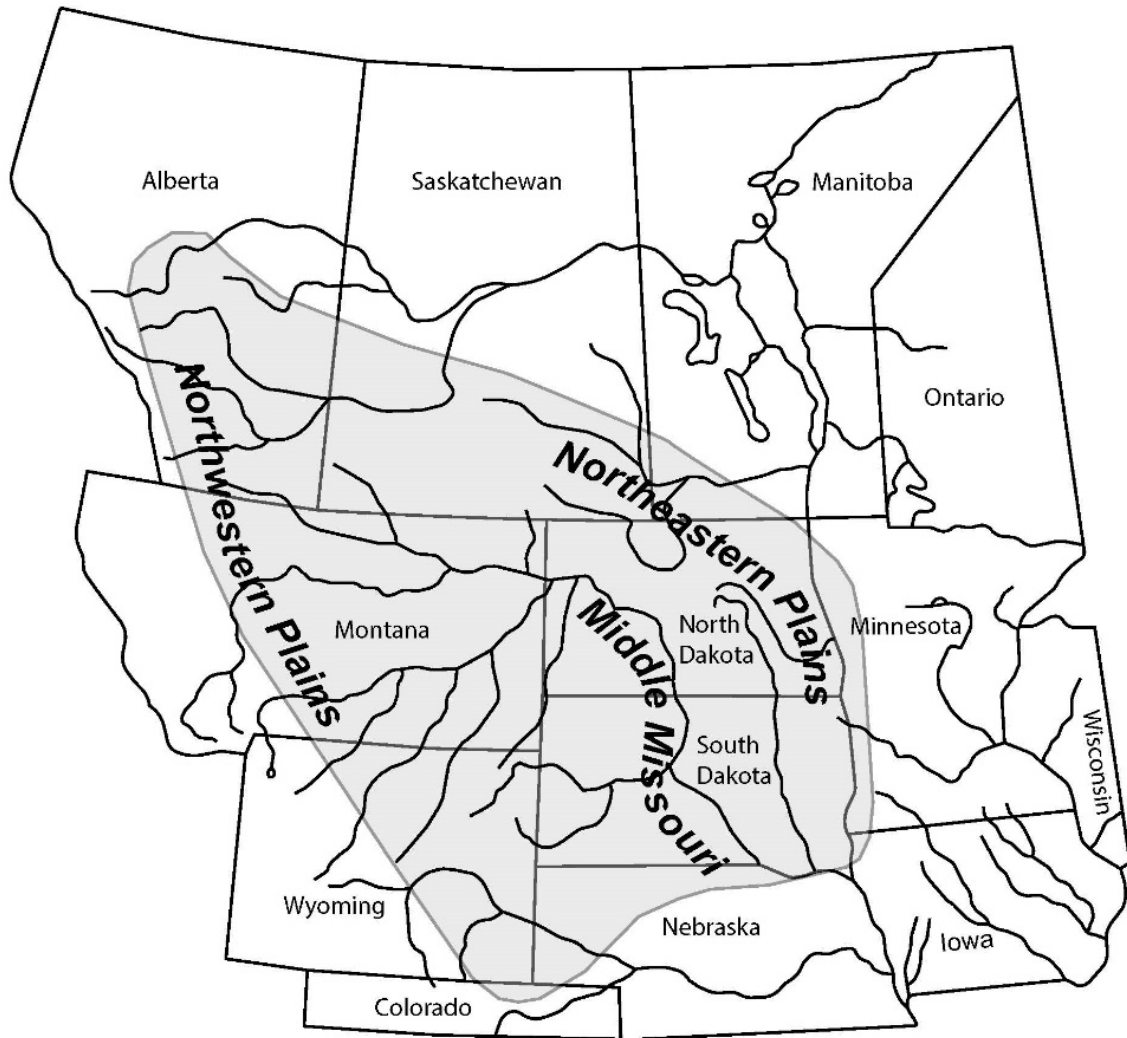 Alberta
Saskatchewan
Manitoba
Ontario
Northwestern Plains
Northeastern Plains
Middle Missouri
Montana
North
Dakota
Minnesota
Wisconsin
South
Dakota
Wyoming
Nebraska
Iowa
Colorado